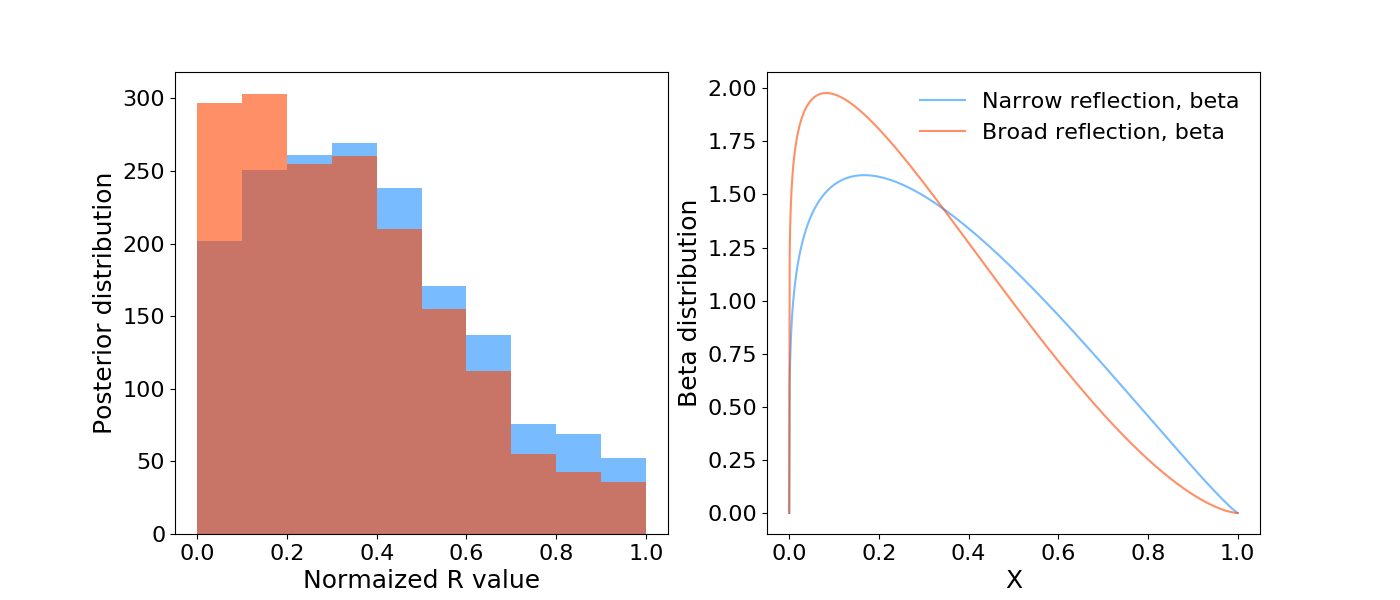 Posterior distribution
300
250
200
150
100
50
0
0.0 0.2 0.4 0.6 0.8 1.0
Normaized R value
Beta distribution
2.00
1.75
1.50
1.25
1.00
0.75
0.50
0.25
0.00
0.0 0.2 0.4 0.6 0.8 1.0
X
Narrow reflection, beta
Broad reflection, beta